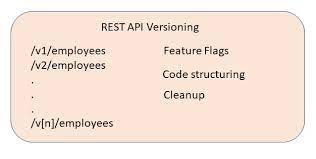 REST API Versioning
/v1/employees
/v2/employees
.
.
.
/v[n]/employees
Feature Flags
Code structuring
Cleanup